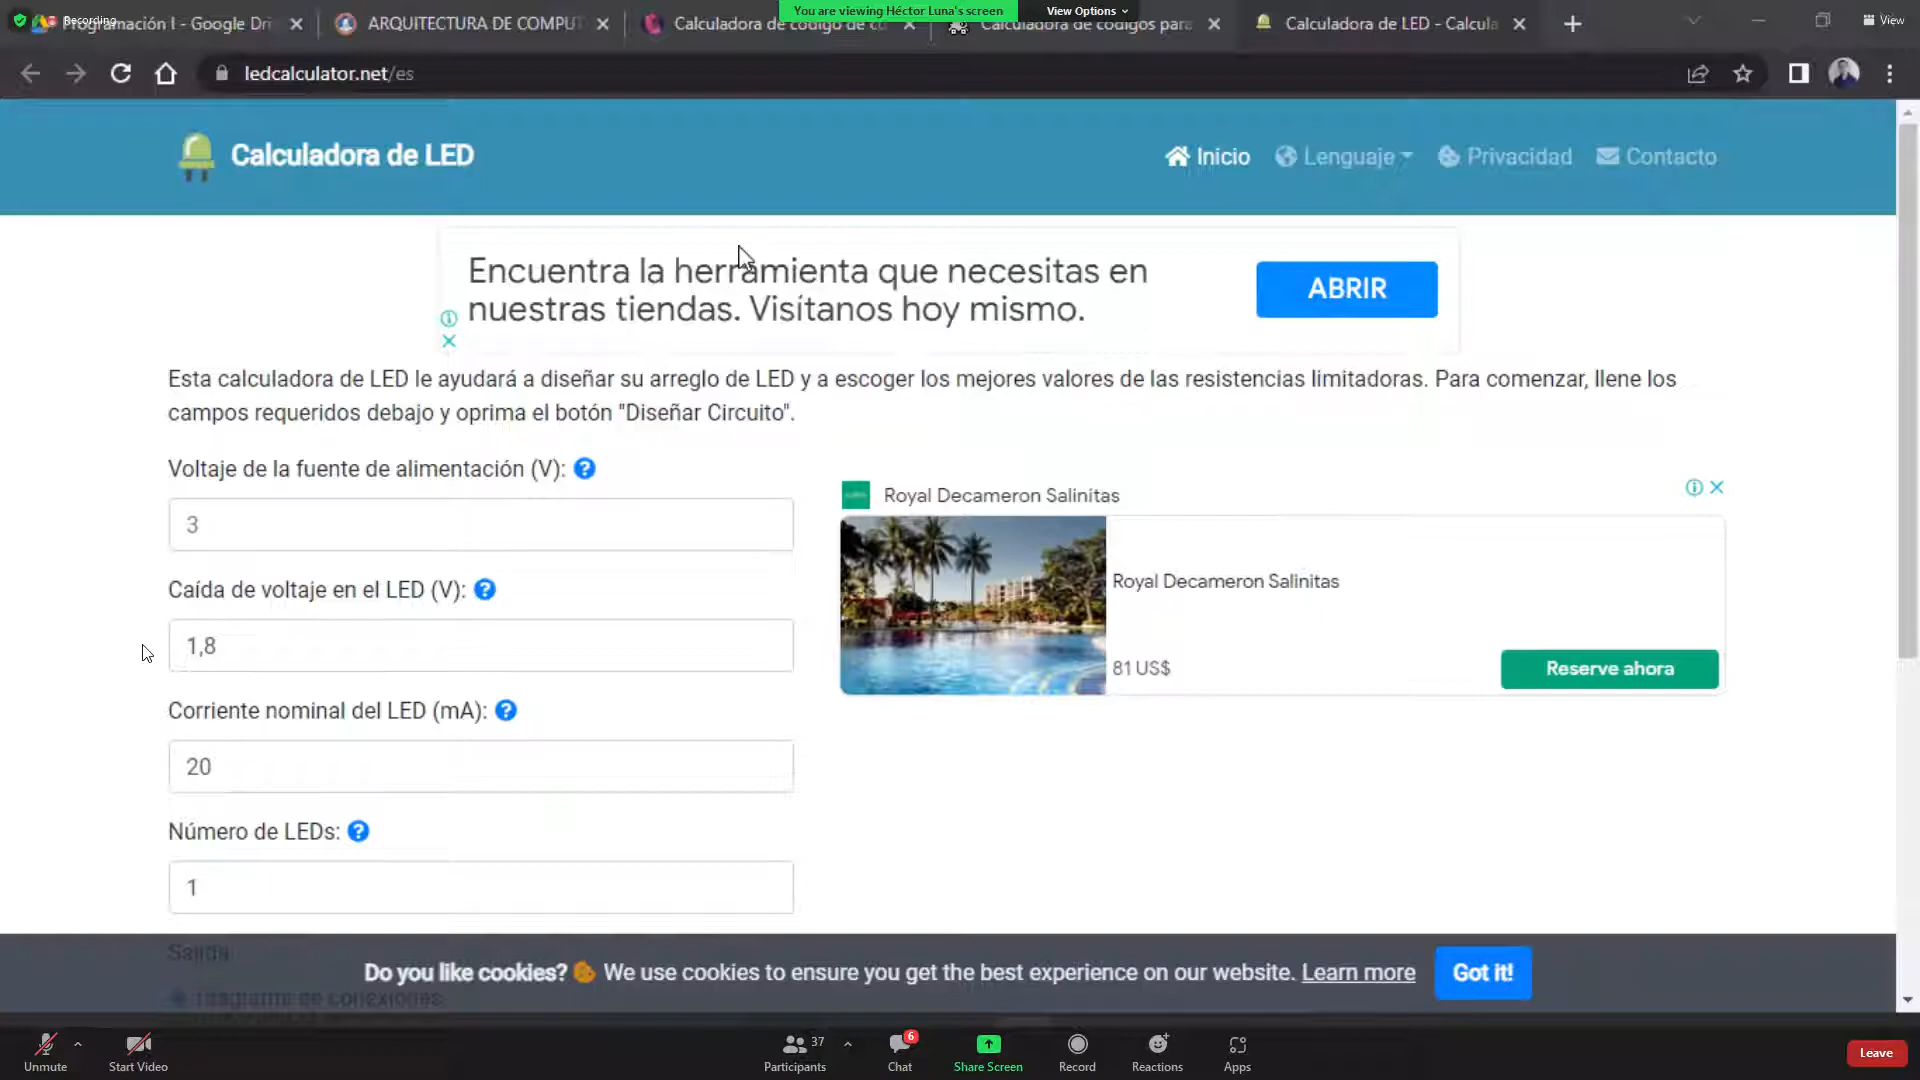 Recording
Programación I - Google Dri
ARQUITECTURA DE COMPUT
Calculadora de código de co
Calculadora de códigos para
Calculadora de LED - Calcula
You are viewing Héctor Luna's screen
View Options
View
ledcalculator.net/es
Calculadora de LED
Inicio
Lenguaje
Privacidad
Contacto
Encuentra la herramienta que necesitas en
nuestras tiendas. Visítanos hoy mismo.
ABRIR
Esta calculadora de LED le ayudará a diseñar su arreglo de LED y a escoger los mejores valores de las resistencias limitadoras. Para comenzar, llene los
campos requeridos debajo y oprima el botón "Diseñar Circuito".
Voltaje de la fuente de alimentación (V):
3
Caída de voltaje en el LED (V):
1,8
Corriente nominal del LED (mA):
20
Número de LEDs:
1
Royal Decameron Salinitas
Royal Decameron Salinitas
81 US$
Reserve ahora
Salida
Diagrama de conexiones
Do you like cookies? We use cookies to ensure you get the best experience on our website. Learn more
Got it!
Unmute
Start Video
37
Participants
6
Chat
Share Screen
Record
Reactions
Apps
Leave